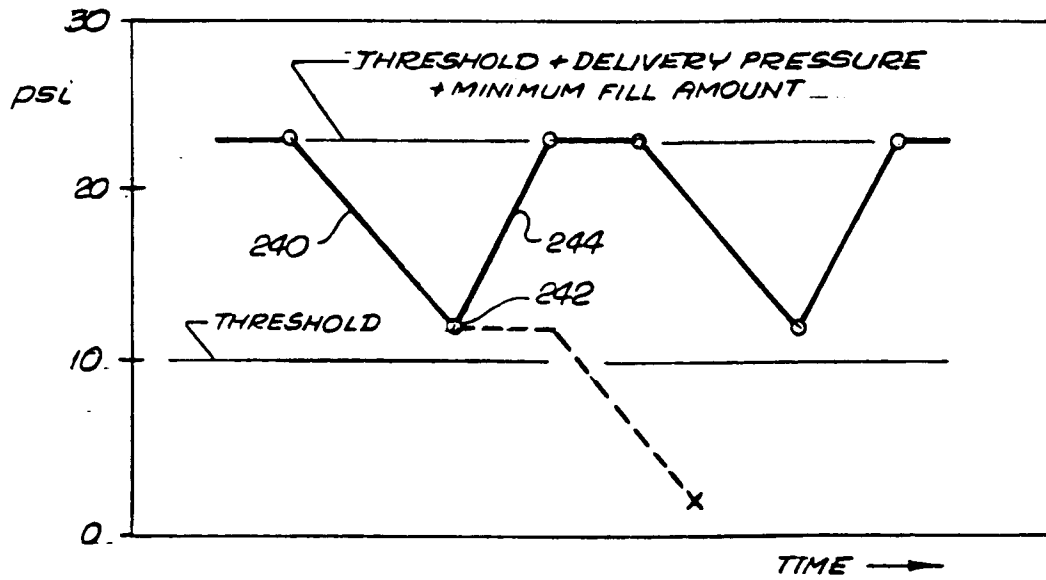 30
psi
THRESHOLD + DELIVERY PRESSURE
+ MINIMUM FILL AMOUNT
20
240
244
242
THRESHOLD
10
0
TIME